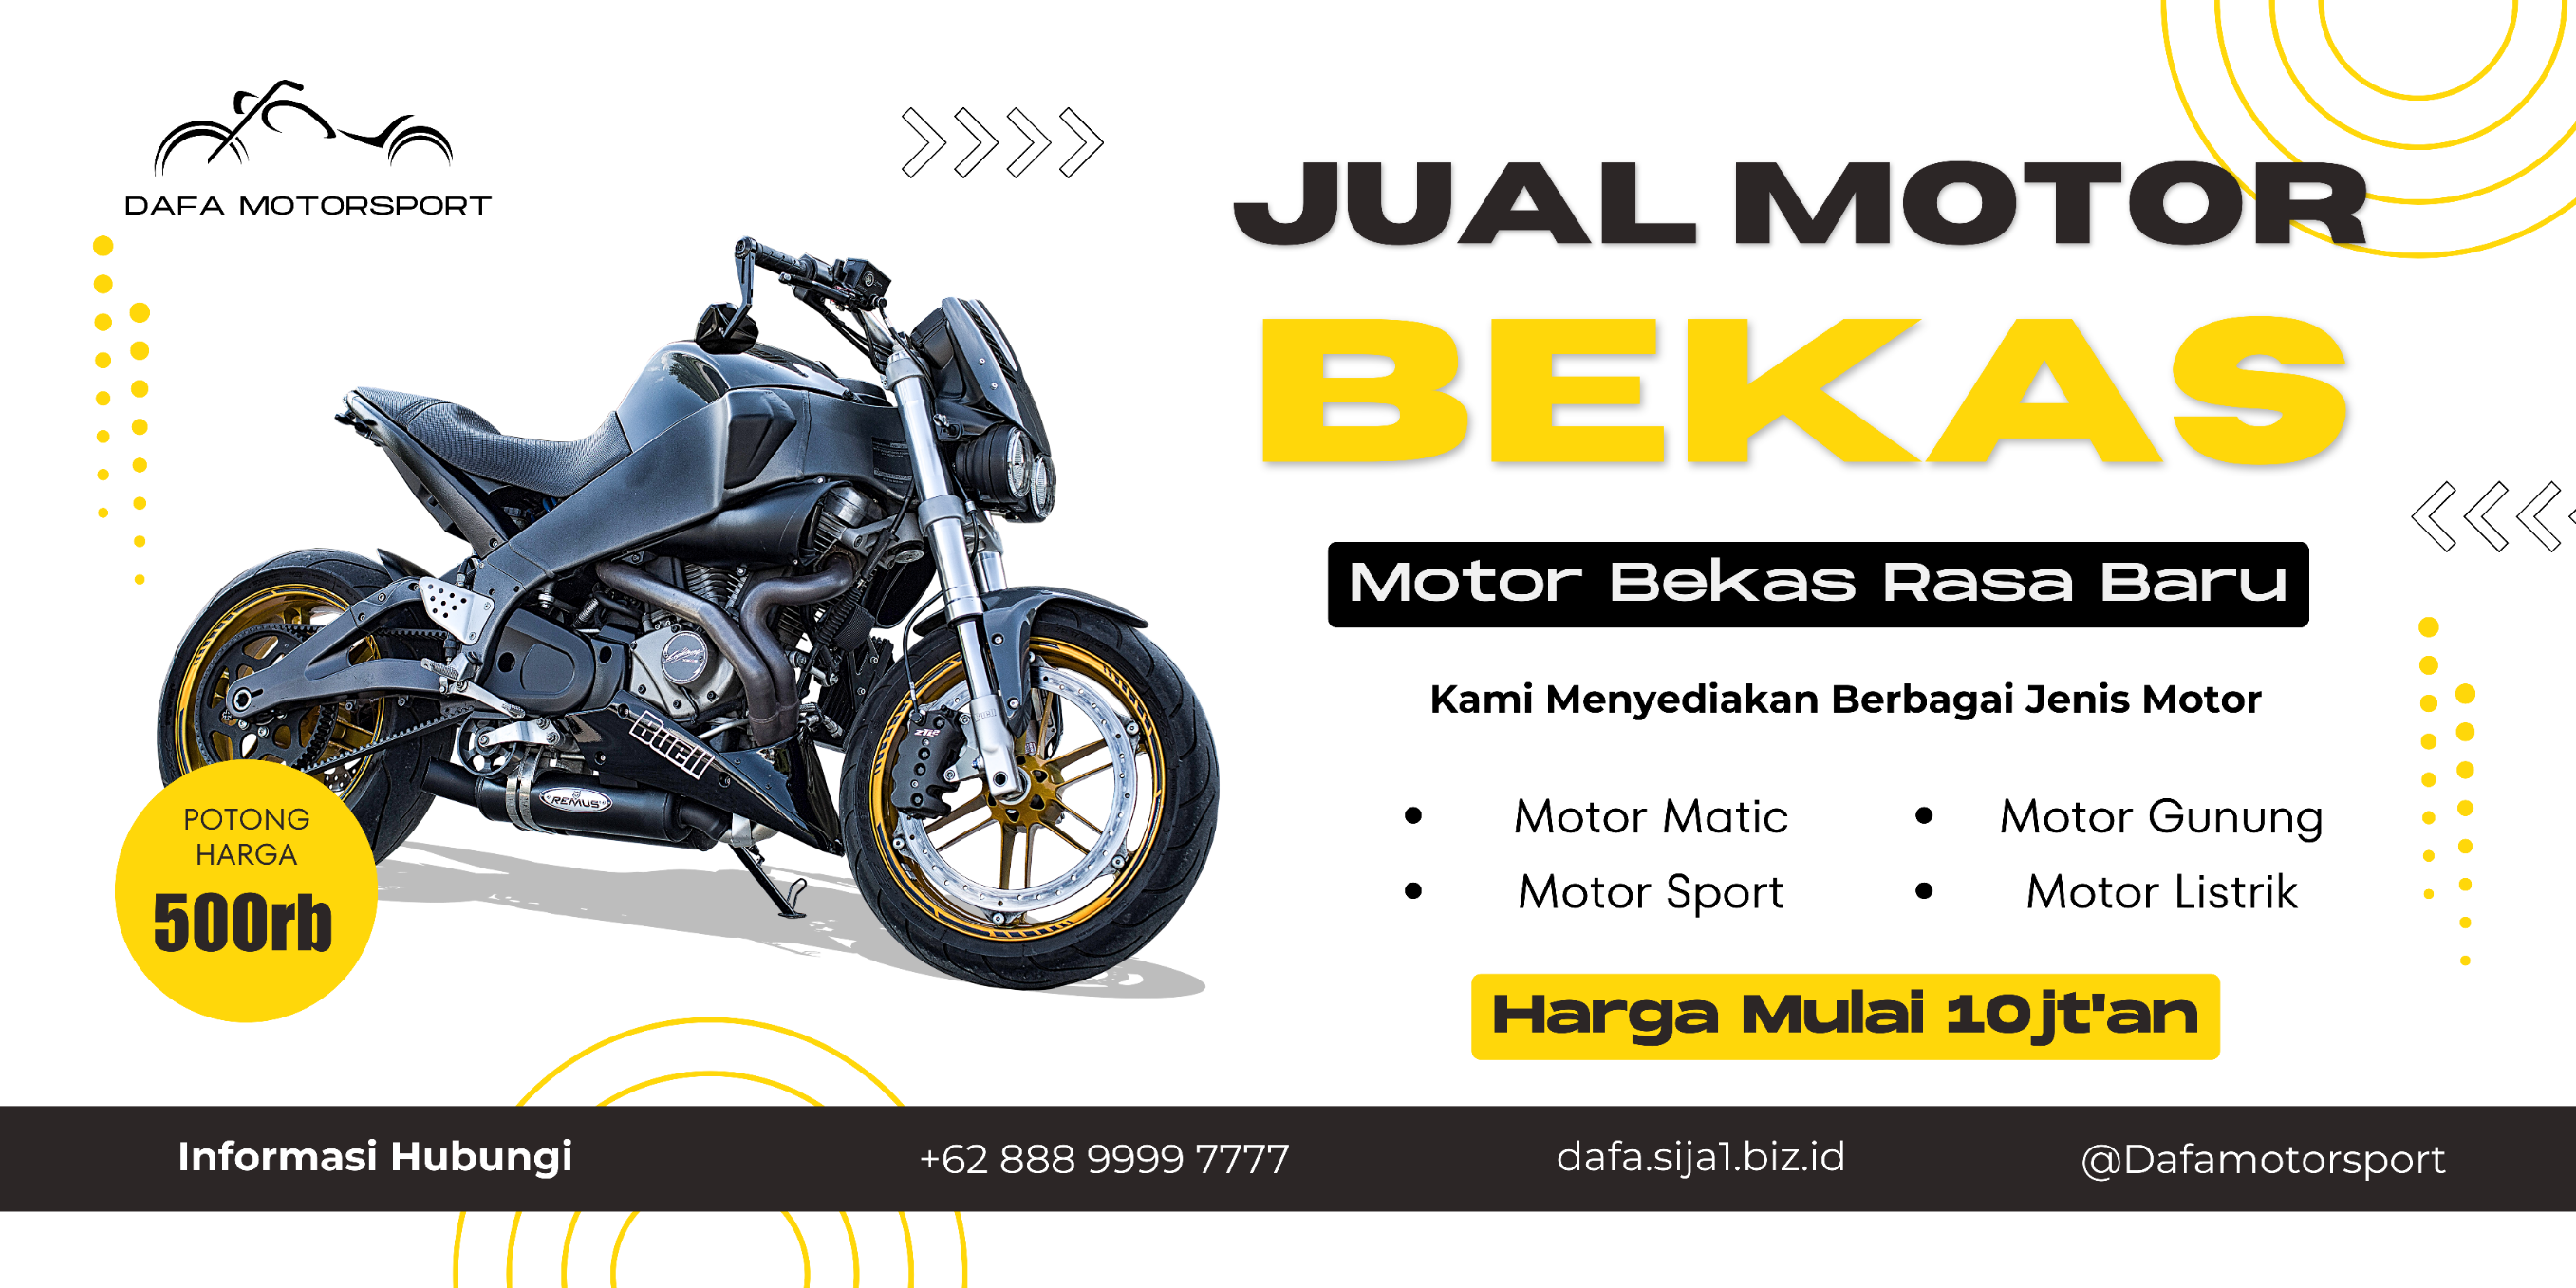 DAFA MOTORSPORT
JUAL MOTOR
BEKAS
Motor Bekas Rasa Baru
Kami Menyediakan Berbagai Jenis Motor
• Motor Matic
• Motor Sport
• Motor Gunung
• Motor Listrik
Harga Mulai 10jt'an
Buell
REMUS
POTONG
HARGA
500rb
Informasi Hubungi
+62 888 9999 7777
dafa.sija1.biz.id
@Dafamotorsport